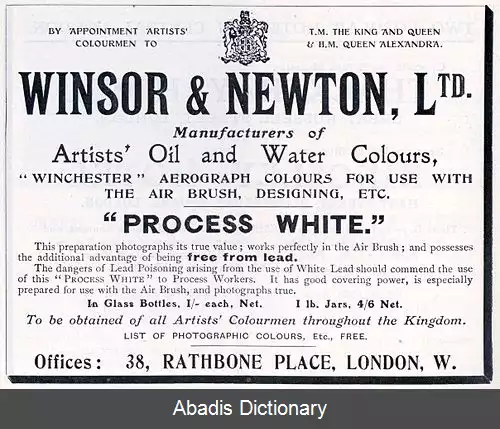 BY APPOINTMENT ARTISTS' COLOURMEN TO
T.M. THE KING AND QUEEN & H.M. QUEEN ALEXANDRA.
WINSOR & NEWTON, LTD.
Manufacturers of
Artists' Oil and Water Colours,
"WINCHESTER" AEROGRAPH COLOURS FOR USE WITH
THE AIR BRUSH, DESIGNING, ETC.
"PROCESS WHITE."
This preparation photographs its true value; works perfectly in the Air Brush; and possesses
the additional advantage of being free from lead.
The dangers of Lead Poisoning arising from the use of White Lead should commend the use
of this "PROCESS WHITE" to Process Workers. It has good covering power, is especially
prepared for use with the Air Brush, and photographs true.
In Glass Bottles, 1/- each, Net. 1 lb. Jars, 4/6 Net.
To be obtained of all Artists' Colourmen throughout the Kingdom.
LIST OF PHOTOGRAPHIC COLOURS, Etc., FREE.
Offices: 38, RATHBONE PLACE, LONDON, W.
Abadis Dictionary